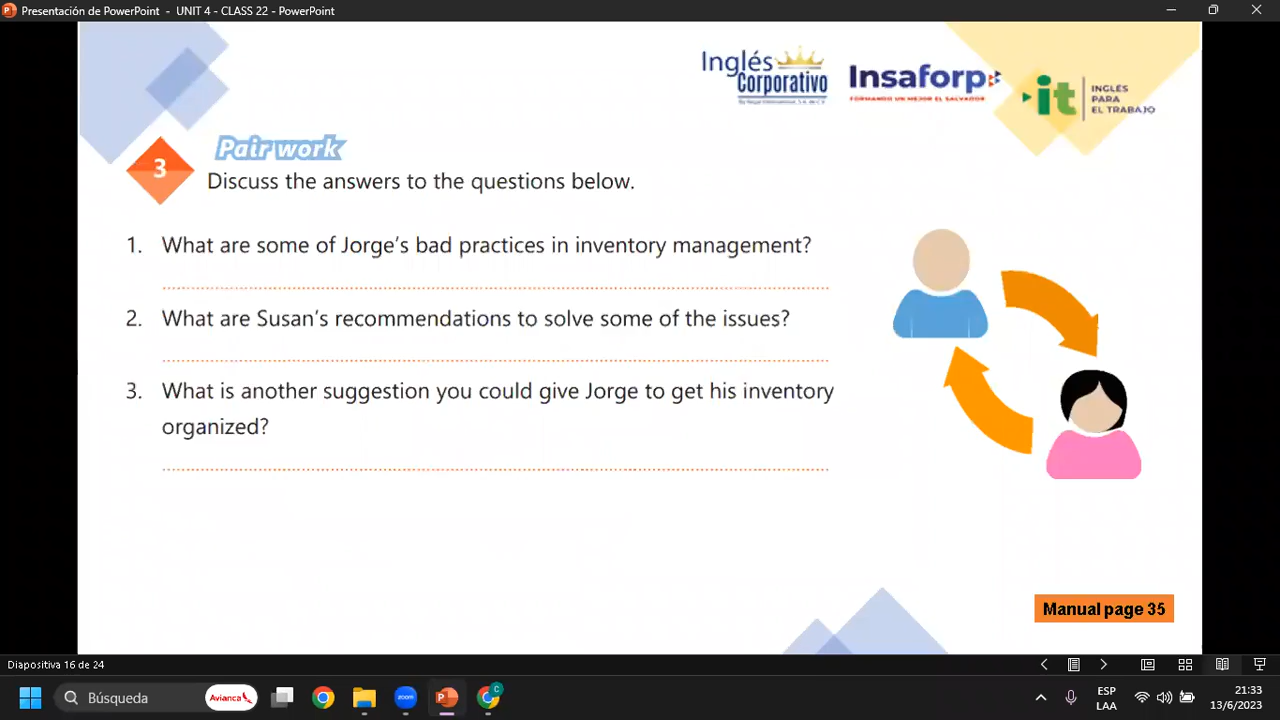 Presentación de PowerPoint - UNIT 4 - CLASS 22 - PowerPoint
Inglés
Corporativo
Insaforp
FORMANDO UN MEJOR EL SALVADOR
it
INGLÉS
PARA
EL TRABAJO
3
Pair work
Discuss the answers to the questions below.
1. What are some of Jorge's bad practices in inventory management?
2. What are Susan's recommendations to solve some of the issues?
3. What is another suggestion you could give Jorge to get his inventory
organized?
Manual page 35
Diapositiva 16 de 24
Búsqueda
Avianca
zoom
C
ESP
LAA
21:33
13/6/2023